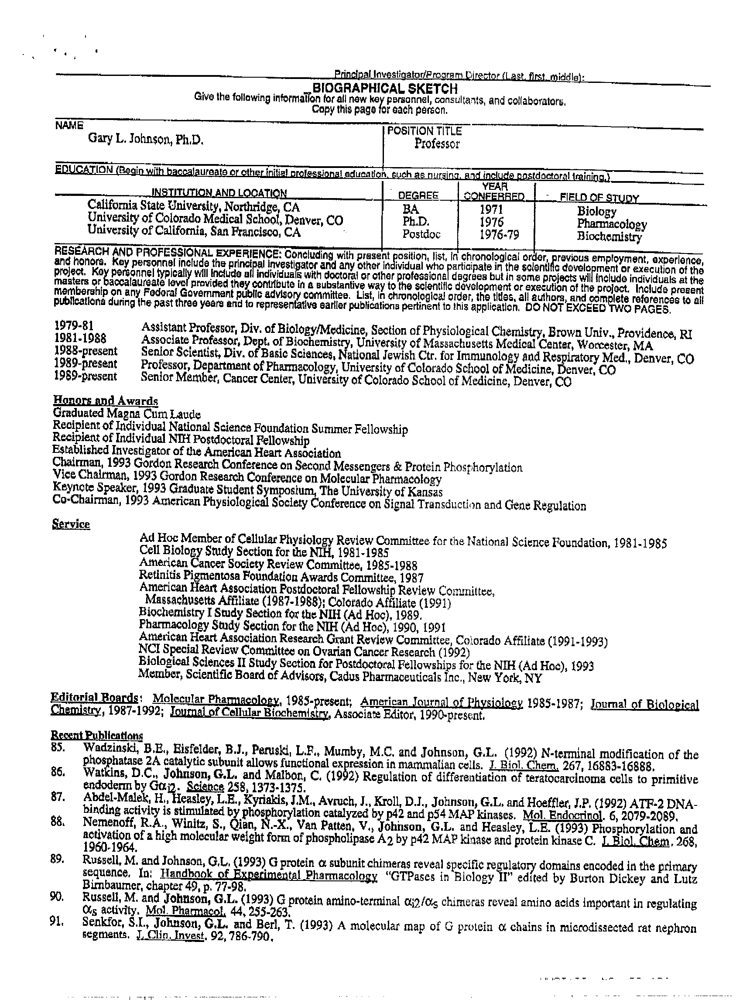 Principal Investigator/Program Director (Last, first, middle):
BIOGRAPHICAL SKETCH
Give the following information for all new key personnel, consultants, and collaborators.
Copy this page for each person.
NAME
Gary L. Johnson, Ph.D.
POSITION TITLE
Professor
EDUCATION (Begin with baccalaureate or other initial professional education, such as nursing, and include postdoctoral training.)
INSTITUTION AND LOCATION DEGREE YEAR CONFERRED FIELD OF STUDY
California State University, Northridge, CA BA 1971 Biology
University of Colorado Medical School, Denver, CO Ph.D. 1976 Pharmacology
University of California, San Francisco, CA Postdoc 1976-79 Biochemistry
RESEARCH AND PROFESSIONAL EXPERIENCE: Concluding with present position, list, in chronological order, previous employment, experience,
and honors. Key personnel include the principal investigator and any other individual who participate in the scientific development or execution of the
project. Key personnel typically will include all individuals with doctoral or other professional degrees but in some projects will include individuals at the
masters or baccalaureate level provided they contribute in a substantive way to the scientific development or execution of the project. Include present
membership on any Federal Government public advisory committee. List, in chronological order, the titles, all authors, and complete references to all
publications during the past three years and to representative earlier publications pertinent to this application. DO NOT EXCEED TWO PAGES.
1979-81 Assistant Professor, Div. of Biology/Medicine, Section of Physiological Chemistry, Brown Univ., Providence, RI
1981-1988 Associate Professor, Dept. of Biochemistry, University of Massachusetts Medical Center, Worcester, MA
1988-present Senior Scientist, Div. of Basic Sciences, National Jewish Ctr. for Immunology and Respiratory Med., Denver, CO
1989-present Professor, Department of Pharmacology, University of Colorado School of Medicine, Denver, CO
1989-present Senior Member, Cancer Center, University of Colorado School of Medicine, Denver, CO
Honors and Awards
Graduated Magna Cum Laude
Recipient of Individual National Science Foundation Summer Fellowship
Recipient of Individual NIH Postdoctoral Fellowship
Established Investigator of the American Heart Association
Chairman, 1993 Gordon Research Conference on Second Messengers & Protein Phosphorylation
Vice Chairman, 1993 Gordon Research Conference on Molecular Pharmacology
Keynote Speaker, 1993 Graduate Student Symposium, The University of Kansas
Co-Chairman, 1993 American Physiological Society Conference on Signal Transduction and Gene Regulation
Service
Ad Hoc Member of Cellular Physiology Review Committee for the National Science Foundation, 1981-1985
Cell Biology Study Section for the NIH, 1981-1985
American Cancer Society Review Committee, 1985-1988
Retinitis Pigmentosa Foundation Awards Committee, 1987
American Heart Association Postdoctoral Fellowship Review Committee,
Massachusetts Affiliate (1987-1988); Colorado Affiliate (1991)
Biochemistry I Study Section for the NIH (Ad Hoc), 1989.
Pharmacology Study Section for the NIH (Ad Hoc), 1990, 1991
American Heart Association Research Grant Review Committee, Colorado Affiliate (1991-1993)
NCI Special Review Committee on Ovarian Cancer Research (1992)
Biological Sciences II Study Section for Postdoctoral Fellowships for the NIH (Ad Hoc), 1993
Member, Scientific Board of Advisors, Cadus Pharmaceuticals Inc., New York, NY
Editorial Boards: Molecular Pharmacology, 1985-present; American Journal of Physiology 1985-1987; Journal of Biological
Chemistry, 1987-1992; Journal of Cellular Biochemistry, Associate Editor, 1990-present.
Recent Publications
85. Wadzinski, B.E., Eisfelder, B.J., Peruski, L.F., Mumby, M.C. and Johnson, G.L. (1992) N-terminal modification of the
phosphatase 2A catalytic subunit allows functional expression in mammalian cells. J. Biol. Chem. 267, 16883-16888.
86. Watkins, D.C., Johnson, G.L. and Malbon, C. (1992) Regulation of differentiation of teratocarcinoma cells to primitive
endoderm by Gαi2. Science 258, 1373-1375.
87. Abdel-Malek, H., Heasley, L.E., Kyriakis, J.M., Avruch, J., Kroll, D.J., Johnson, G.L. and Hoeffler, J.P. (1992) ATF-2 DNA-
binding activity is stimulated by phosphorylation catalyzed by p42 and p54 MAP kinases. Mol. Endocrinol. 6, 2079-2089.
88. Nemenoff, R.A., Winitz, S., Qian, N.-X., Van Patten, V., Johnson, G.L. and Heasley, L.E. (1993) Phosphorylation and
activation of a high molecular weight form of phospholipase A2 by p42 MAP kinase and protein kinase C. J. Biol. Chem. 268,
1960-1964.
89. Russell, M. and Johnson, G.L. (1993) G protein α subunit chimeras reveal specific regulatory domains encoded in the primary
sequence. In: Handbook of Experimental Pharmacology "GTPases in Biology II" edited by Burton Dickey and Lutz
Birnbaumer, chapter 49, p. 77-98.
90. Russell, M. and Johnson, G.L. (1993) G protein amino-terminal αi2/αs chimeras reveal amino acids important in regulating
αs activity. Mol. Pharmacol. 44, 255-263.
91. Senkfor, S.I., Johnson, G.L. and Berl, T. (1993) A molecular map of G protein α chains in microdissected rat nephron
segments. J. Clin. Invest. 92, 786-790.